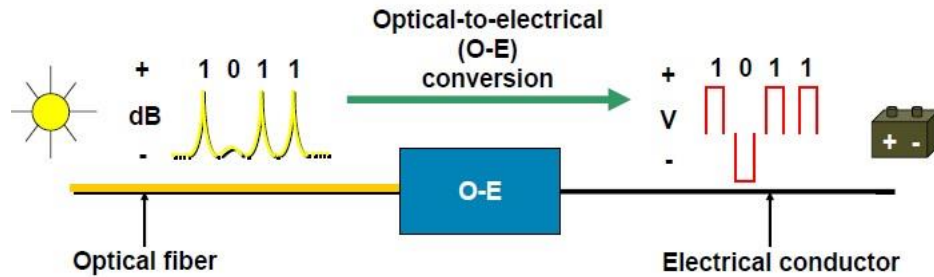 Optical-to-electrical
(O-E)
conversion
+ 1 0 1 1
dB
-
+ 1 0 1 1
V
-
+ -
O-E
Optical fiber
Electrical conductor